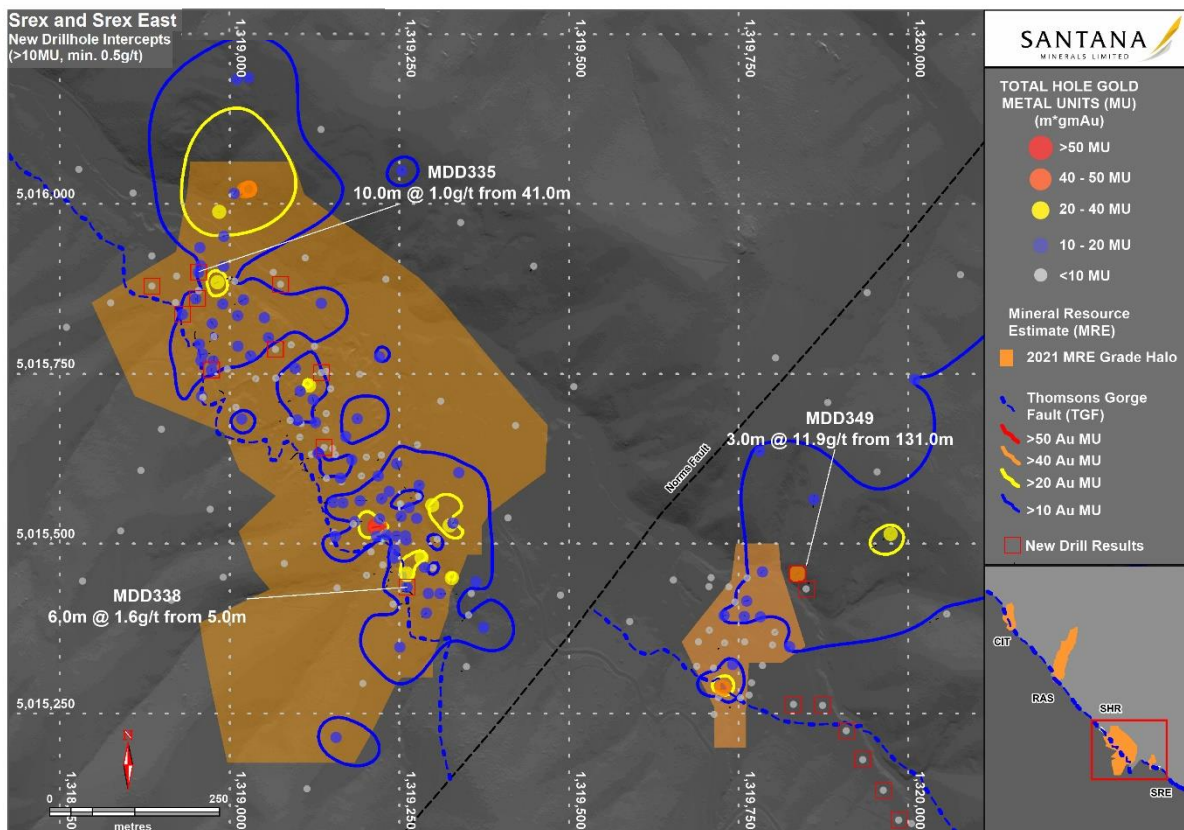 Srex and Srex East
New Drillhole Intercepts
(>10MU, min. 0.5g/t)
1,319,000
1,319,250
1,319,500
1,319,750
1,320,000
5,016,000
5,015,750
5,015,500
5,015,250
MDD335
10.0m @ 1.0g/t from 41.0m
MDD349
3.0m @ 11.9g/t from 131.0m
MDD338
6,0m @ 1.6g/t from 5.0m
Norms Fault
N
0 250
metres
1,319,000
1,319,250
1,319,500
1,319,750
1,320,000
SANTANA
MINERALS LIMITED
TOTAL HOLE GOLD
METAL UNITS (MU)
(m*gmAu)
>50 MU
40 - 50 MU
20 - 40 MU
10 - 20 MU
<10 MU
Mineral Resource
Estimate (MRE)
2021 MRE Grade Halo
Thomsons Gorge
Fault (TGF)
>50 Au MU
>40 Au MU
>20 Au MU
>10 Au MU
New Drill Results
CIT
RAS
SHR
SRE